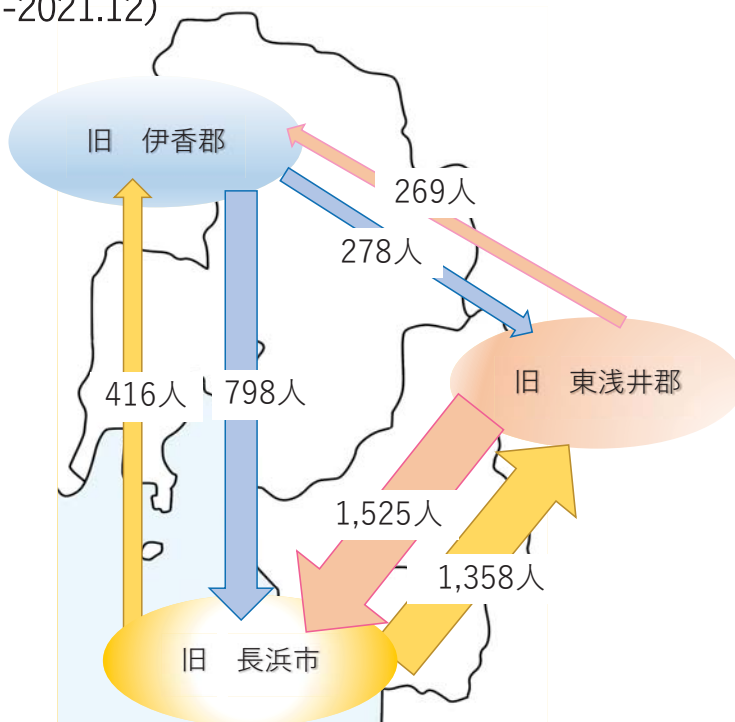 -2021.12)
旧　伊香郡
269人
278人
旧　東浅井郡
416人
798人
1,525人
1,358人
旧　長浜市